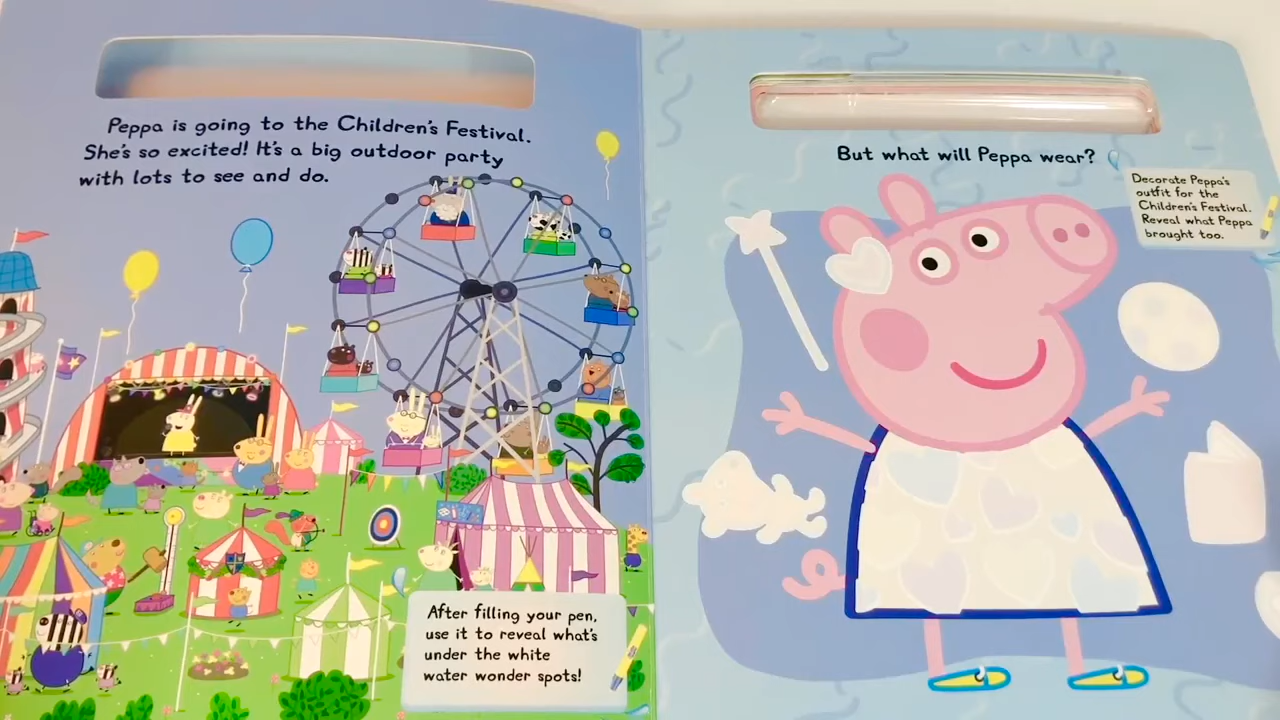 Peppa is going to the Children's Festival.
She's so excited! It's a big outdoor party
with lots to see and do.
After filling your pen,
use it to reveal what's
under the white
water wonder spots!
But what will Peppa wear?
Decorate Peppa's
outfit for the
Children's Festival.
Reveal what Peppa
brought too.